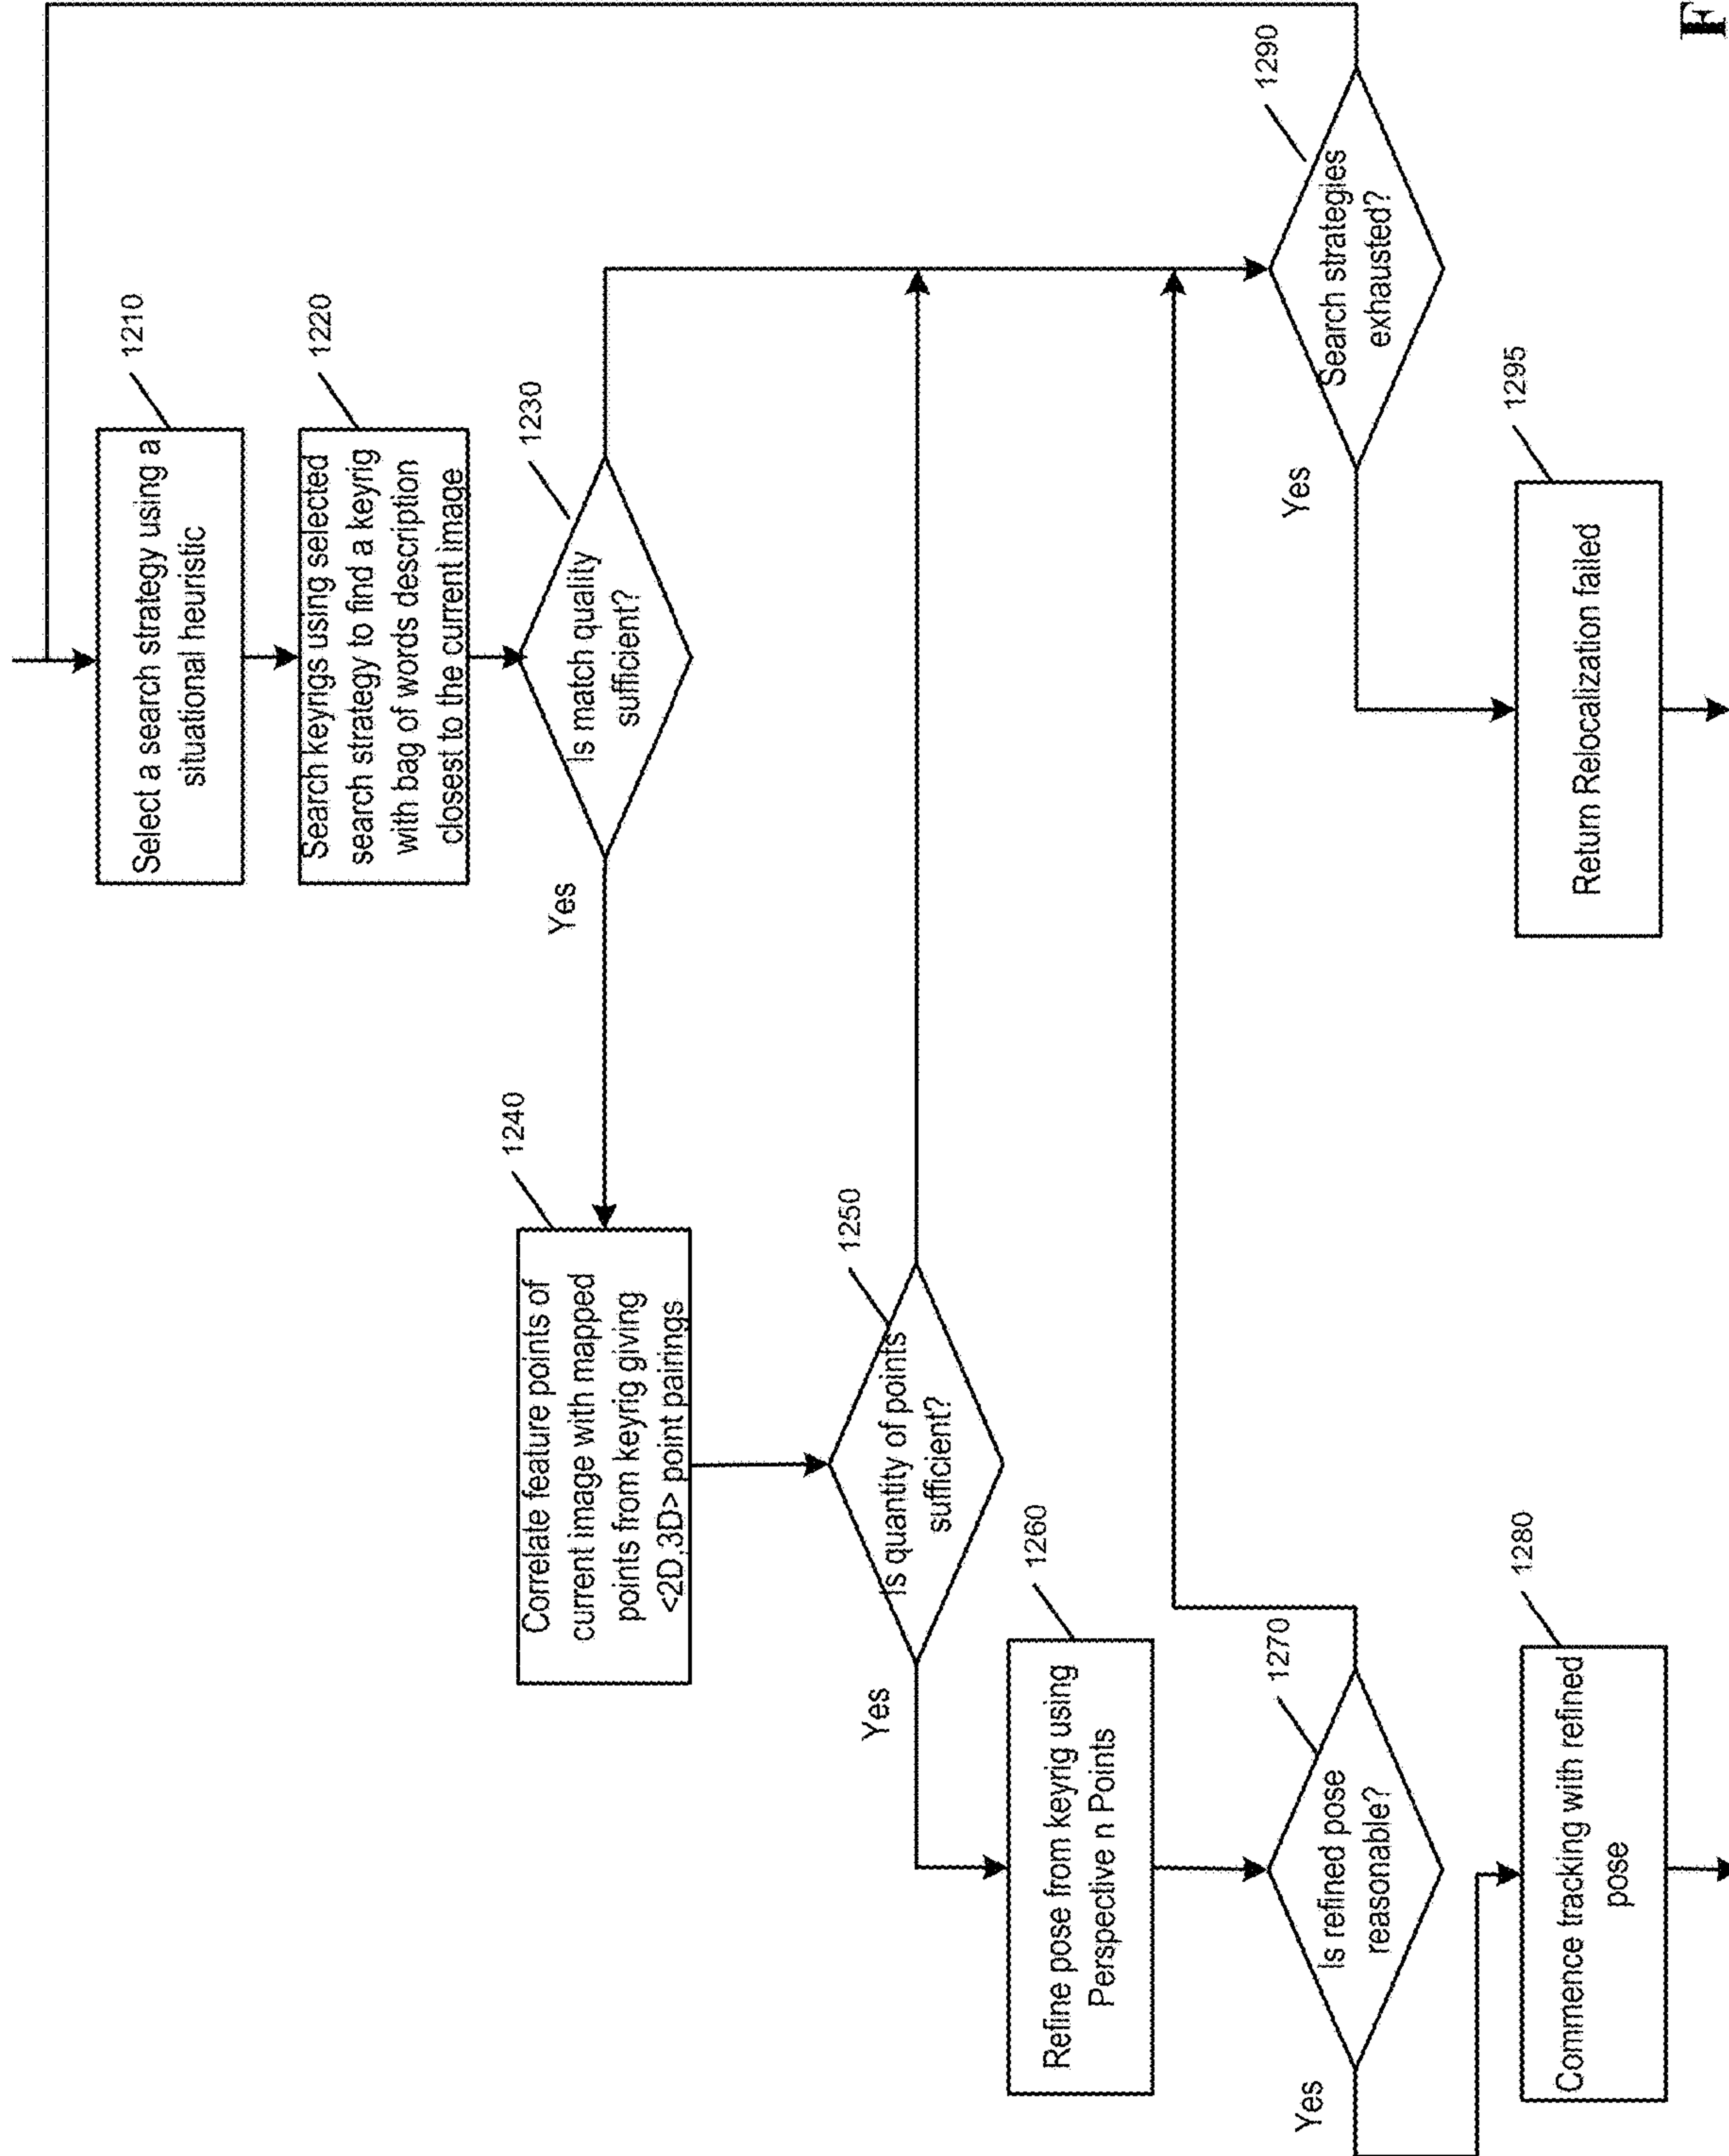 1210
Select a search strategy using a
situational heuristic
1220
Search keyrigs using selected
search strategy to find a keyrig
with bag of words description
closest to the current image
1230
Is match quality
sufficient?
Yes
1240
Correlate feature points of
current image with mapped
points from keyrig giving
<2D,3D> point pairings
1250
Is quantity of points
sufficient?
Yes
1260
Refine pose from keyrig using
Perspective n Points
1270
Is refined pose
reasonable?
Yes
1280
Commence tracking with refined
pose
1290
Search strategies
exhausted?
Yes
1295
Return Relocalization failed